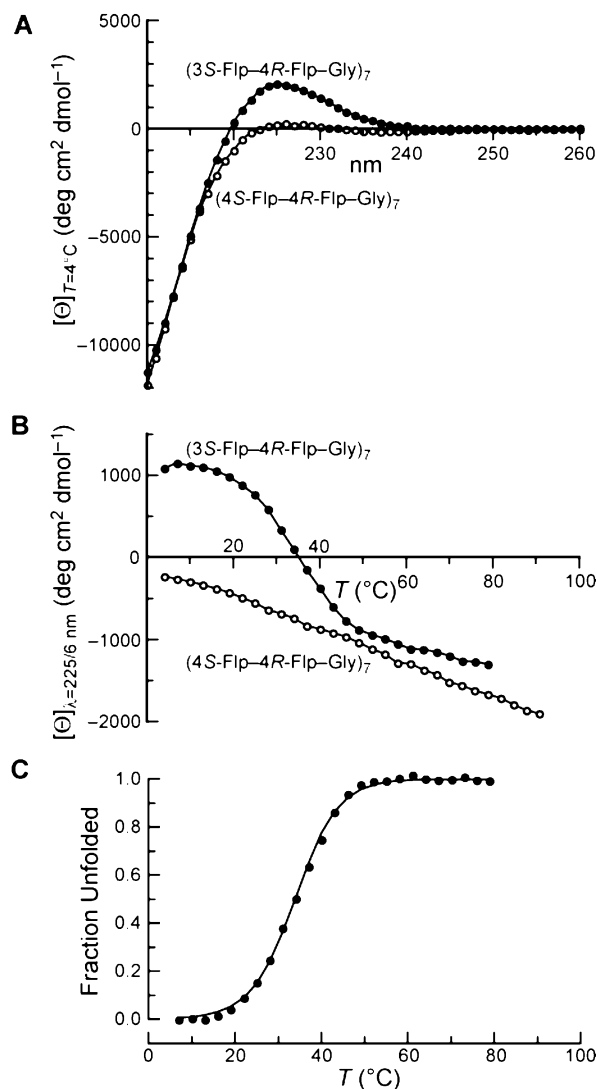 A
5000
0
−5000
−10000
[Θ]T=4°C (deg cm² dmol⁻¹)
(3S-Flp–4R-Flp–Gly)₇
230 240 250 260
nm
(4S-Flp–4R-Flp–Gly)₇
B
1000
0
−1000
−2000
[Θ]λ=225/6 nm (deg cm² dmol⁻¹)
(3S-Flp–4R-Flp–Gly)₇
20 40 60 80 100
T (°C)
(4S-Flp–4R-Flp–Gly)₇
C
1.0
0.8
0.6
0.4
0.2
0.0
Fraction Unfolded
0 20 40 60 80 100
T (°C)